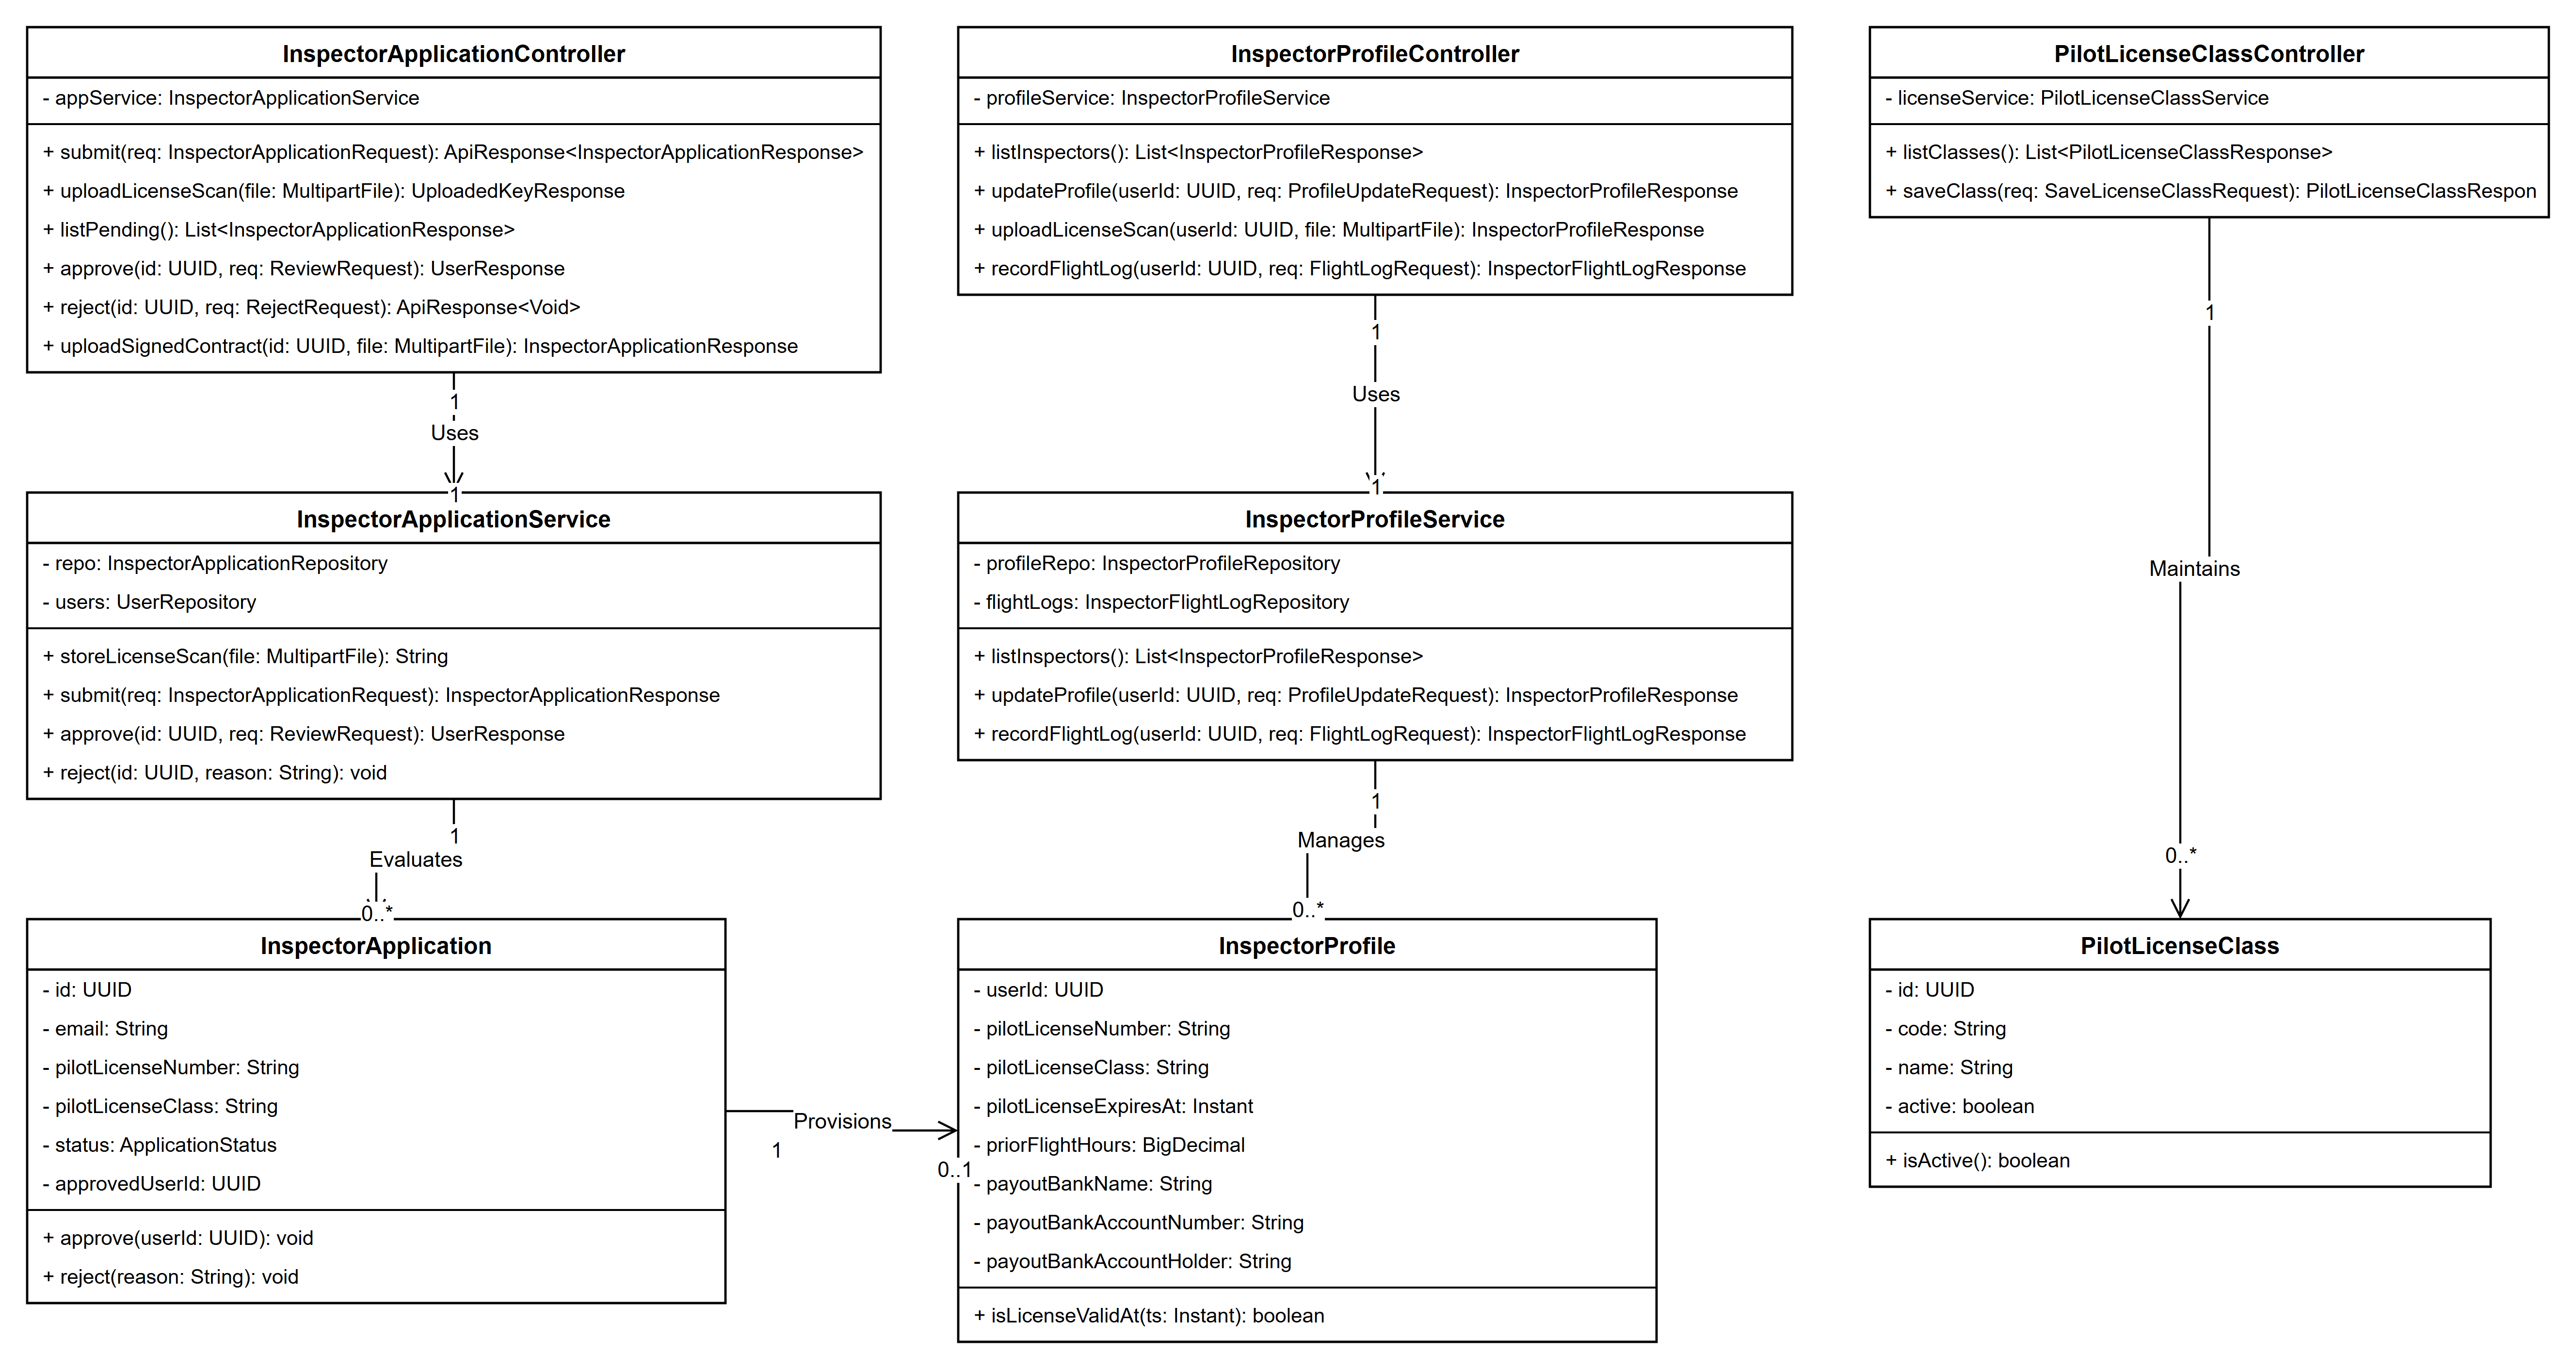 InspectorApplicationController
- appService: InspectorApplicationService
+ submit(req: InspectorApplicationRequest): ApiResponse<InspectorApplicationResponse>
+ uploadLicenseScan(file: MultipartFile): UploadedKeyResponse
+ listPending(): List<InspectorApplicationResponse>
+ approve(id: UUID, req: ReviewRequest): UserResponse
+ reject(id: UUID, req: RejectRequest): ApiResponse<Void>
+ uploadSignedContract(id: UUID, file: MultipartFile): InspectorApplicationResponse
InspectorProfileController
- profileService: InspectorProfileService
+ listInspectors(): List<InspectorProfileResponse>
+ updateProfile(userId: UUID, req: ProfileUpdateRequest): InspectorProfileResponse
+ uploadLicenseScan(userId: UUID, file: MultipartFile): InspectorProfileResponse
+ recordFlightLog(userId: UUID, req: FlightLogRequest): InspectorFlightLogResponse
PilotLicenseClassController
- licenseService: PilotLicenseClassService
+ listClasses(): List<PilotLicenseClassResponse>
+ saveClass(req: SaveLicenseClassRequest): PilotLicenseClassRespon
1
Uses
1
1
Uses
1
1
Maintains
0..*
InspectorApplicationService
- repo: InspectorApplicationRepository
- users: UserRepository
+ storeLicenseScan(file: MultipartFile): String
+ submit(req: InspectorApplicationRequest): InspectorApplicationResponse
+ approve(id: UUID, req: ReviewRequest): UserResponse
+ reject(id: UUID, reason: String): void
InspectorProfileService
- profileRepo: InspectorProfileRepository
- flightLogs: InspectorFlightLogRepository
+ listInspectors(): List<InspectorProfileResponse>
+ updateProfile(userId: UUID, req: ProfileUpdateRequest): InspectorProfileResponse
+ recordFlightLog(userId: UUID, req: FlightLogRequest): InspectorFlightLogResponse
1
Evaluates
0..*
1
Manages
0..*
InspectorApplication
- id: UUID
- email: String
- pilotLicenseNumber: String
- pilotLicenseClass: String
- status: ApplicationStatus
- approvedUserId: UUID
+ approve(userId: UUID): void
+ reject(reason: String): void
Provisions
1
0..1
InspectorProfile
- userId: UUID
- pilotLicenseNumber: String
- pilotLicenseClass: String
- pilotLicenseExpiresAt: Instant
- priorFlightHours: BigDecimal
- payoutBankName: String
- payoutBankAccountNumber: String
- payoutBankAccountHolder: String
+ isLicenseValidAt(ts: Instant): boolean
PilotLicenseClass
- id: UUID
- code: String
- name: String
- active: boolean
+ isActive(): boolean